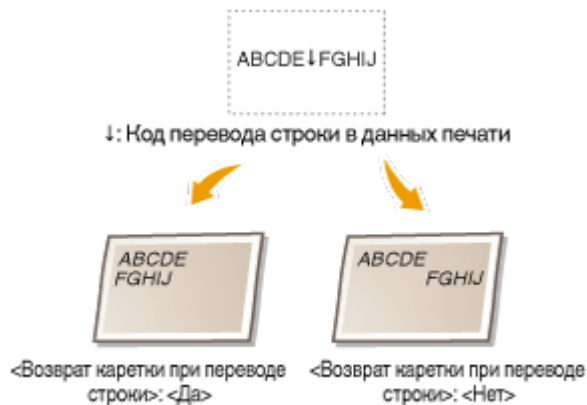 ABCDE↓FGHIJ
↓: Код перевода строки в данных печати
ABCDE
FGHIJ
<Возврат каретки при переводе
строки>: <Да>
ABCDE
FGHIJ
<Возврат каретки при переводе
строки>: <Нет>